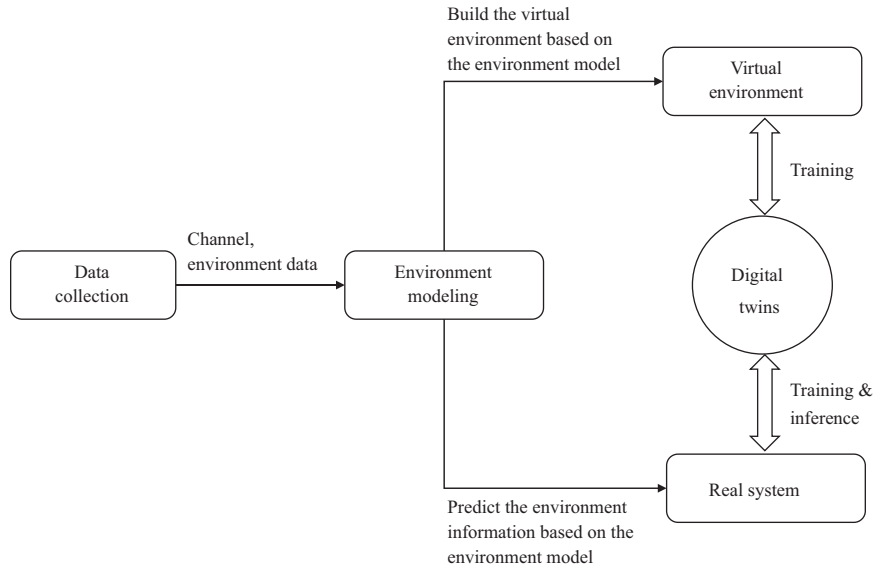 Build the virtual
environment based on
the environment model
Virtual
environment
Training
Channel,
environment data
Data
collection
Environment
modeling
Digital
twins
Training &
inference
Real system
Predict the environment
information based on the
environment model